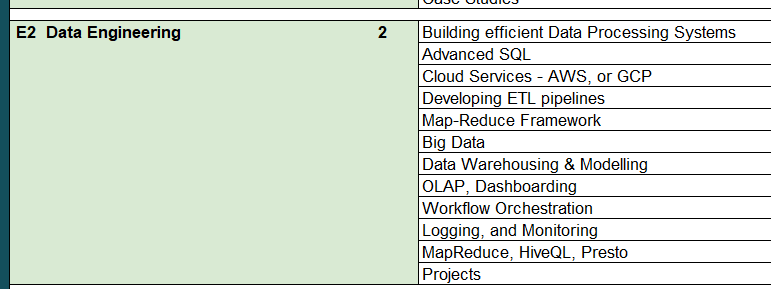 Case Studies
E2 Data Engineering 2 Building efficient Data Processing Systems
Advanced SQL
Cloud Services - AWS, or GCP
Developing ETL pipelines
Map-Reduce Framework
Big Data
Data Warehousing & Modelling
OLAP, Dashboarding
Workflow Orchestration
Logging, and Monitoring
MapReduce, HiveQL, Presto
Projects